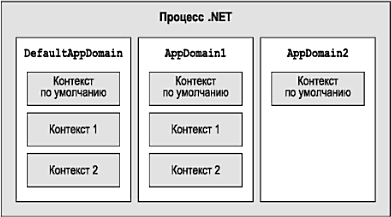 Процесс .NET
DefaultAppDomain
Контекст
по умолчанию
Контекст 1
Контекст 2
AppDomain1
Контекст
по умолчанию
Контекст 1
Контекст 2
AppDomain2
Контекст
по умолчанию